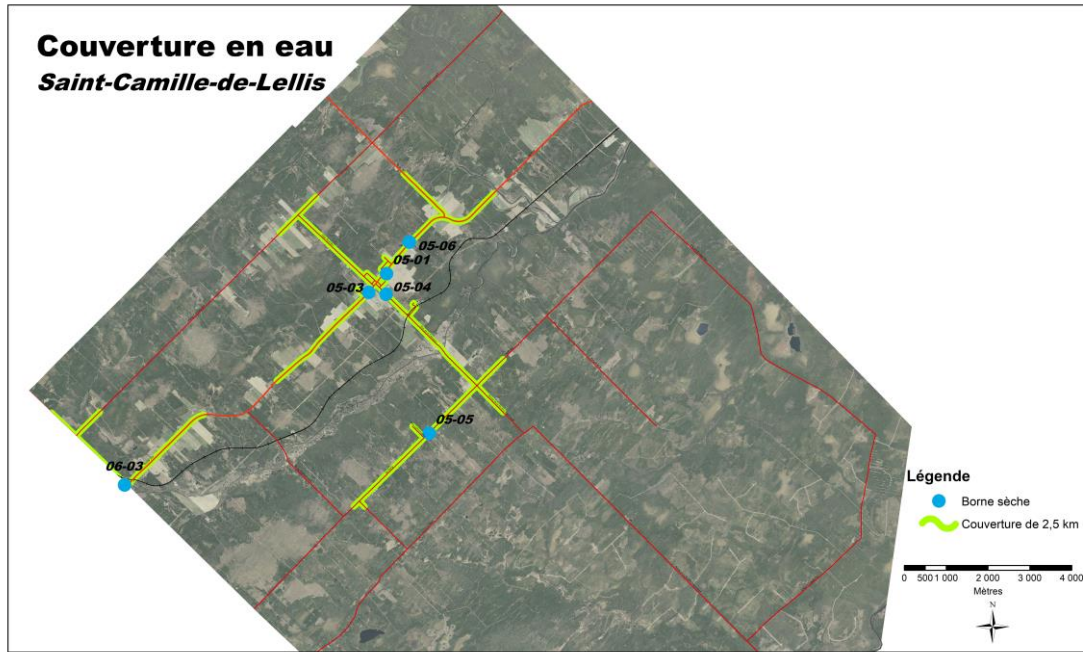 Couverture en eau
Saint-Camille-de-Lellis
05-06
05-01
05-03
05-04
05-05
06-03
Légende
Borne sèche
Couverture de 2,5 km
0 500 1 000 2 000 3 000 4 000
Mètres
N